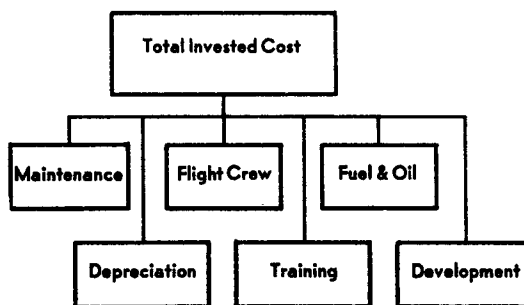 Total Invested Cost
Maintenance
Flight Crew
Fuel & Oil
Depreciation
Training
Development